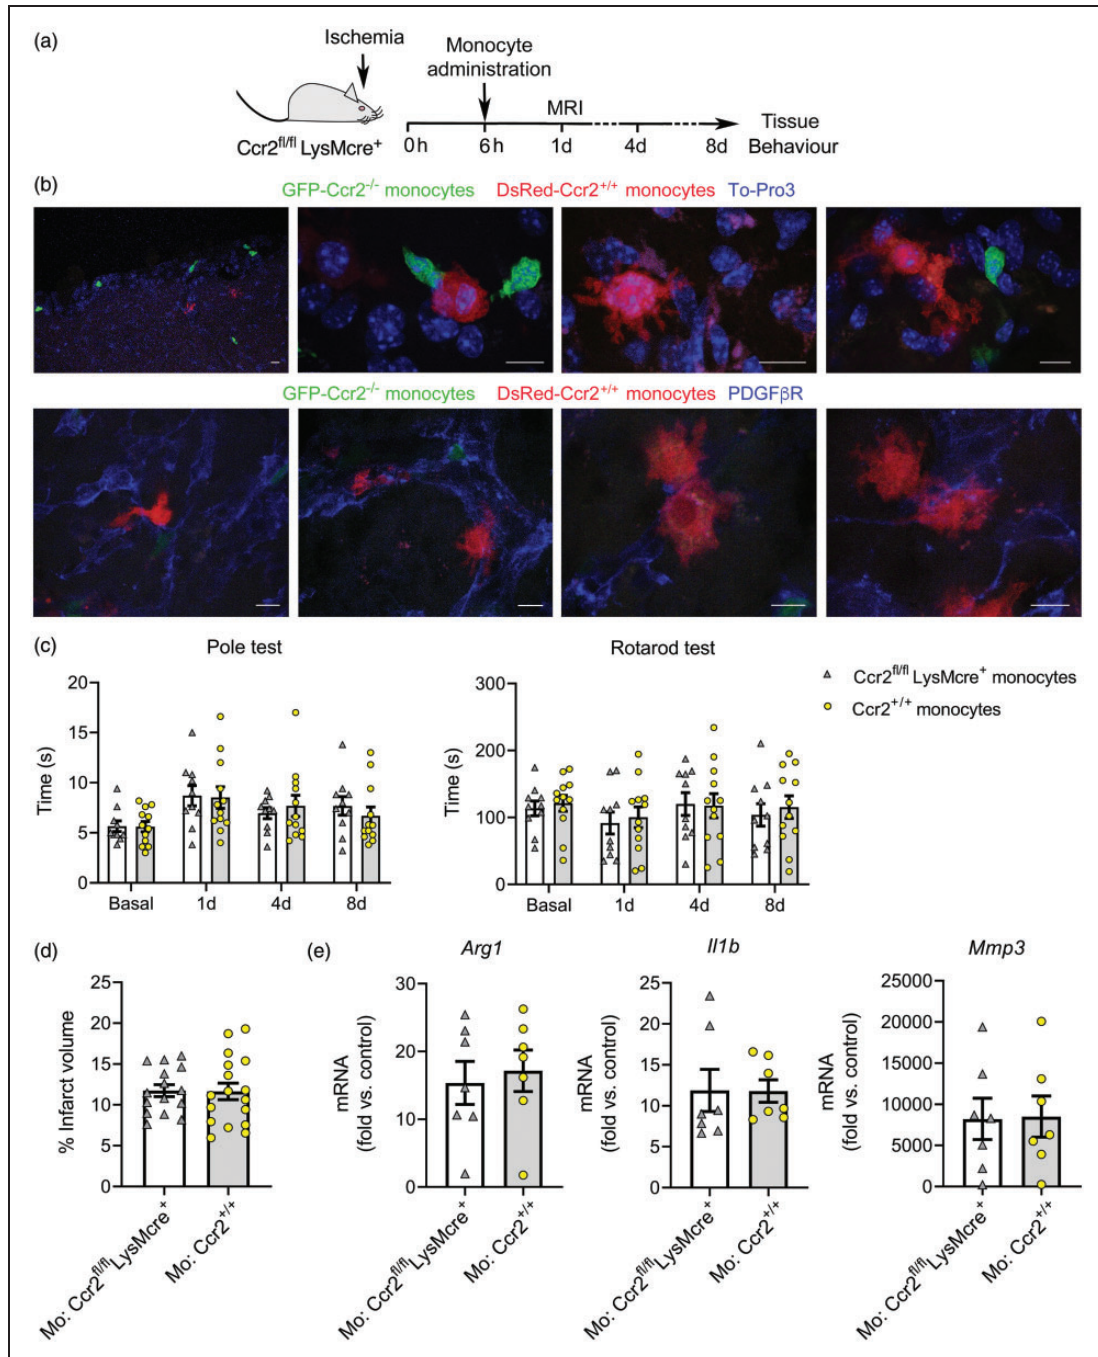 (a)
Ischemia
Monocyte
administration
MRI
Ccr2fl/fl LysMcre+
0h 6h 1d 4d 8d
Tissue
Behaviour
(b)
GFP-Ccr2-/- monocytes DsRed-Ccr2+/+ monocytes To-Pro3
GFP-Ccr2-/- monocytes DsRed-Ccr2+/+ monocytes PDGFβR
(c)
Pole test
Time (s)
20
15
10
5
0
Basal 1d 4d 8d
Rotarod test
Time (s)
300
200
100
0
Basal 1d 4d 8d
Ccr2fl/fl LysMcre+ monocytes
Ccr2+/+ monocytes
(d)
% Infarct volume
25
20
15
10
5
0
Mo: Ccr2fl/fl LysMcre+
Mo: Ccr2+/+
(e)
Arg1
mRNA
(fold vs. control)
30
20
10
0
Mo: Ccr2fl/fl LysMcre+
Mo: Ccr2+/+
Il1b
mRNA
(fold vs. control)
25
20
15
10
5
0
Mo: Ccr2fl/fl LysMcre+
Mo: Ccr2+/+
Mmp3
mRNA
(fold vs. control)
25000
20000
15000
10000
5000
0
Mo: Ccr2fl/fl LysMcre+
Mo: Ccr2+/+